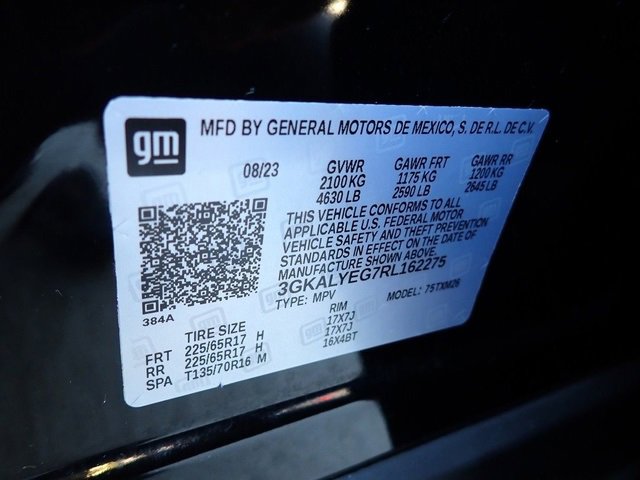 gm MFD BY GENERAL MOTORS DE MEXICO, S. DE R.L. DE C.V.
08/23 GVWR GAWR FRT GAWR RR
2100 KG 1175 KG 1200 KG
4630 LB 2590 LB 2645 LB
THIS VEHICLE CONFORMS TO ALL
APPLICABLE U.S. FEDERAL MOTOR
VEHICLE SAFETY AND THEFT PREVENTION
STANDARDS IN EFFECT ON THE DATE OF
MANUFACTURE SHOWN ABOVE.
3GKALYEG7RL162275
TYPE: MPV MODEL: 75TXM26
384A
TIRE SIZE RIM
FRT 225/65R17 H 17X7J
RR 225/65R17 H 17X7J
SPA T135/70R16 M 16X4BT